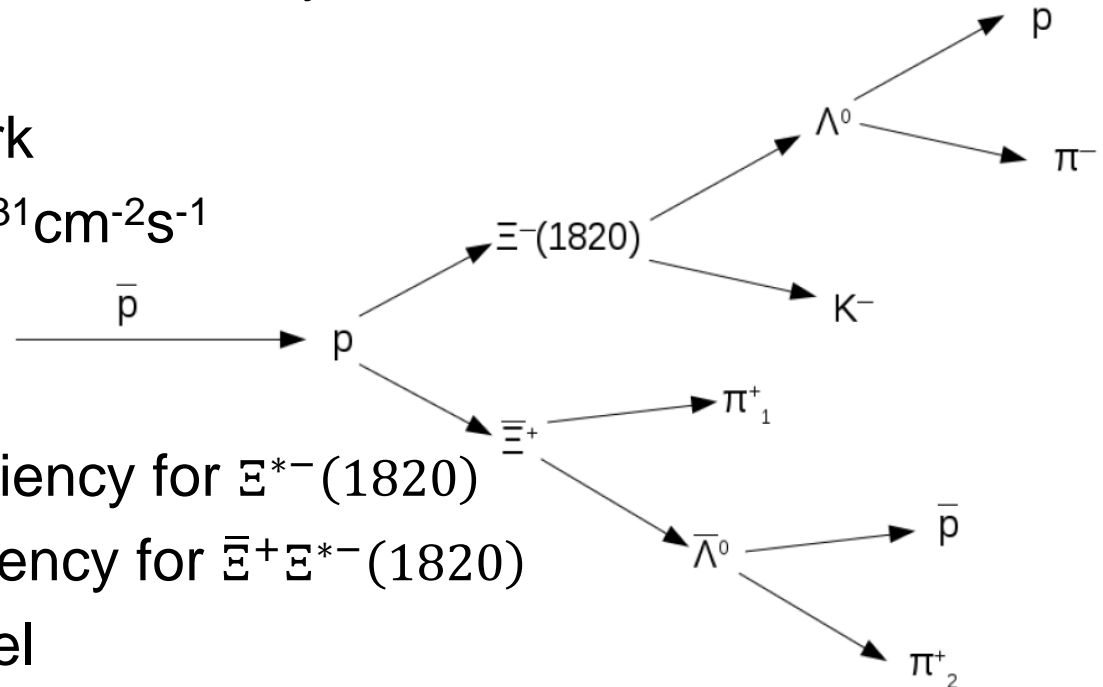 p
Λ⁰
rk
π⁻
³¹cm⁻²s⁻¹
Ξ⁻(1820)
p̄
K⁻
p
π⁺₁
Ξ̄⁺
iency for Ξ*⁻(1820)
p̄
ency for Ξ̄⁺Ξ*⁻(1820)
Λ̄⁰
el
π⁺₂